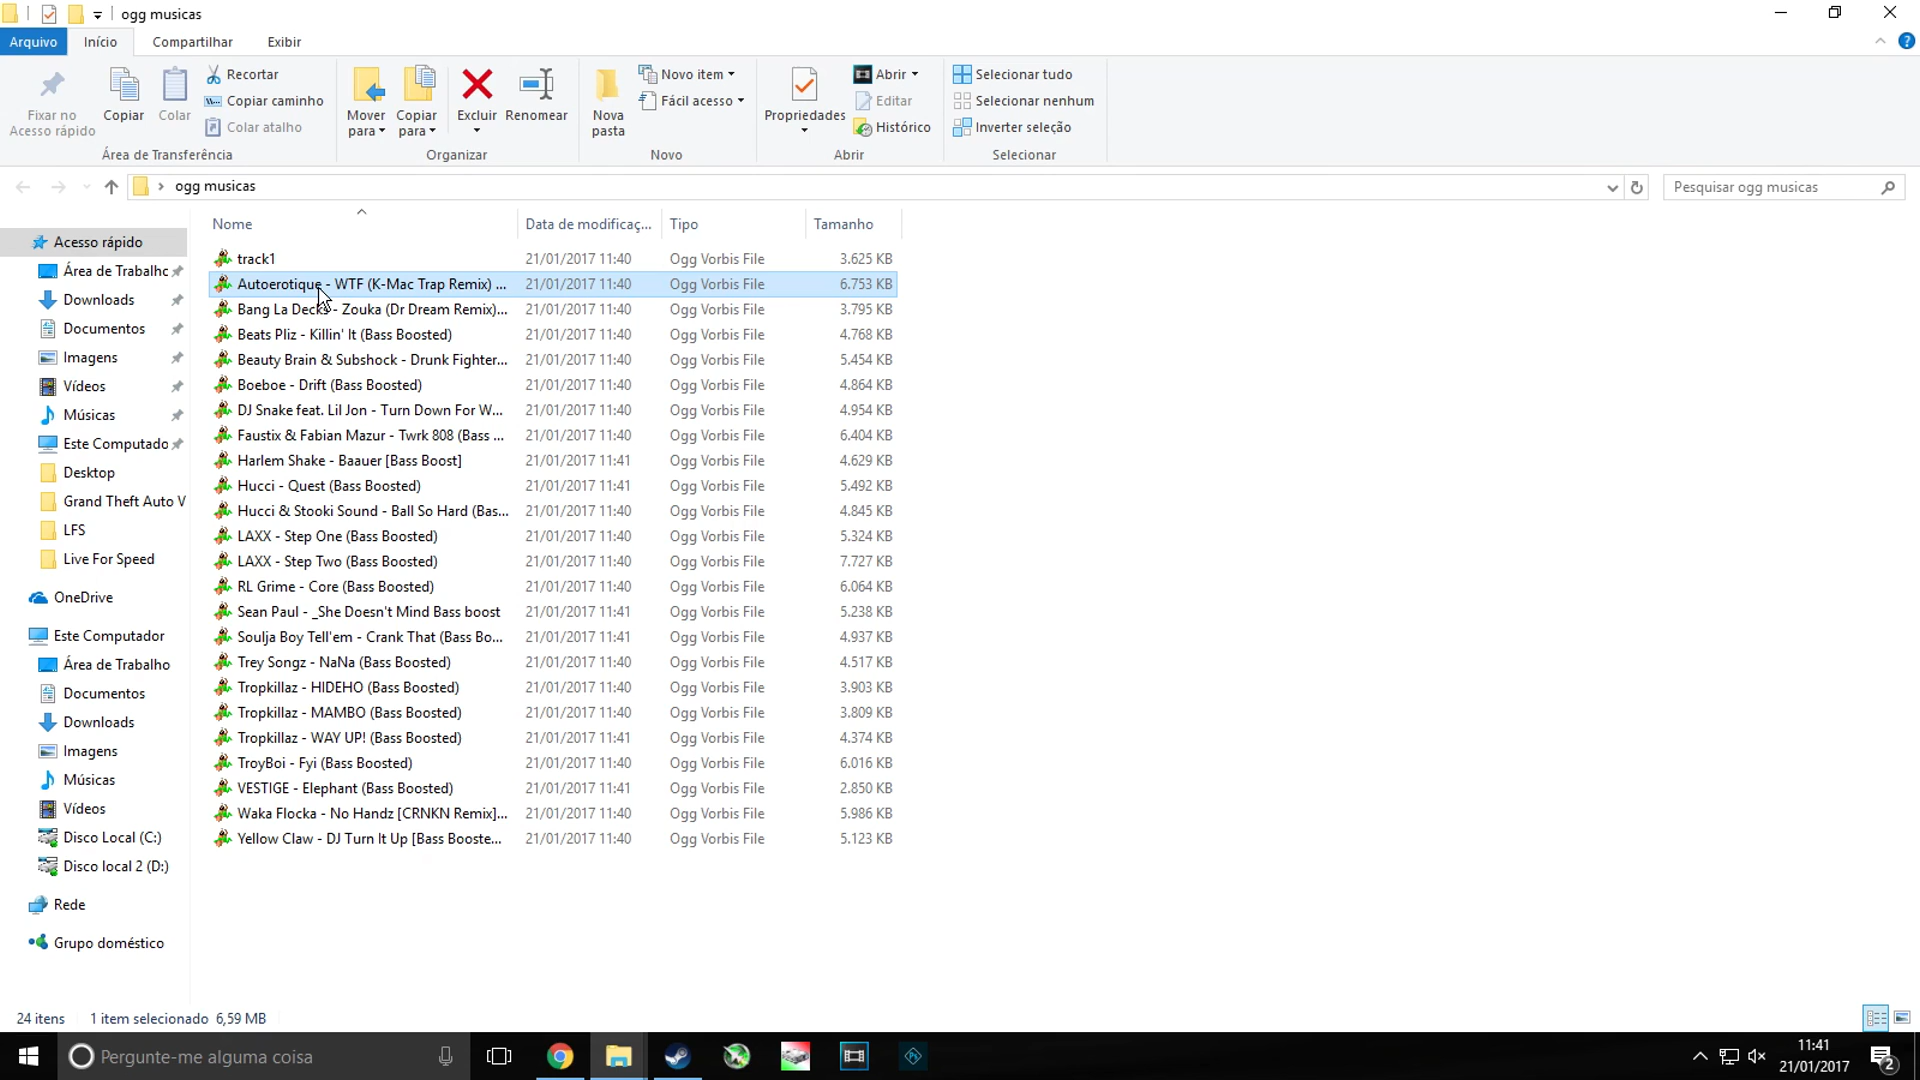 ogg musicas
Arquivo Início Compartilhar Exibir
Fixar no
Acesso rápido
Copiar
Colar
Recortar
Copiar caminho
Colar atalho
Área de Transferência
Mover
para
Copiar
para
Excluir
Renomear
Organizar
Nova
pasta
Novo item
Fácil acesso
Novo
Propriedades
Abrir
Editar
Histórico
Abrir
Selecionar tudo
Selecionar nenhum
Inverter seleção
Selecionar
ogg musicas
Pesquisar ogg musicas
Acesso rápido
Área de Trabalho
Downloads
Documentos
Imagens
Vídeos
Músicas
Este Computado
Desktop
Grand Theft Auto V
LFS
Live For Speed
OneDrive
Este Computador
Área de Trabalho
Documentos
Downloads
Imagens
Músicas
Vídeos
Disco Local (C:)
Disco local 2 (D:)
Rede
Grupo doméstico
Nome Data de modificaç... Tipo Tamanho
track1 21/01/2017 11:40 Ogg Vorbis File 3.625 KB
Autoerotique - WTF (K-Mac Trap Remix) ... 21/01/2017 11:40 Ogg Vorbis File 6.753 KB
Bang La Decks - Zouka (Dr Dream Remix)... 21/01/2017 11:40 Ogg Vorbis File 3.795 KB
Beats Pliz - Killin' It (Bass Boosted) 21/01/2017 11:40 Ogg Vorbis File 4.768 KB
Beauty Brain & Subshock - Drunk Fighter... 21/01/2017 11:40 Ogg Vorbis File 5.454 KB
Boeboe - Drift (Bass Boosted) 21/01/2017 11:40 Ogg Vorbis File 4.864 KB
DJ Snake feat. Lil Jon - Turn Down For W... 21/01/2017 11:40 Ogg Vorbis File 4.954 KB
Faustix & Fabian Mazur - Twrk 808 (Bass ... 21/01/2017 11:40 Ogg Vorbis File 6.404 KB
Harlem Shake - Baauer [Bass Boost] 21/01/2017 11:41 Ogg Vorbis File 4.629 KB
Hucci - Quest (Bass Boosted) 21/01/2017 11:41 Ogg Vorbis File 5.492 KB
Hucci & Stooki Sound - Ball So Hard (Bas... 21/01/2017 11:40 Ogg Vorbis File 4.845 KB
LAXX - Step One (Bass Boosted) 21/01/2017 11:40 Ogg Vorbis File 5.324 KB
LAXX - Step Two (Bass Boosted) 21/01/2017 11:40 Ogg Vorbis File 7.727 KB
RL Grime - Core (Bass Boosted) 21/01/2017 11:40 Ogg Vorbis File 6.064 KB
Sean Paul - _She Doesn't Mind Bass boost 21/01/2017 11:41 Ogg Vorbis File 5.238 KB
Soulja Boy Tell'em - Crank That (Bass Bo... 21/01/2017 11:41 Ogg Vorbis File 4.937 KB
Trey Songz - NaNa (Bass Boosted) 21/01/2017 11:40 Ogg Vorbis File 4.517 KB
Tropkillaz - HIDEHO (Bass Boosted) 21/01/2017 11:40 Ogg Vorbis File 3.903 KB
Tropkillaz - MAMBO (Bass Boosted) 21/01/2017 11:40 Ogg Vorbis File 3.809 KB
Tropkillaz - WAY UP! (Bass Boosted) 21/01/2017 11:41 Ogg Vorbis File 4.374 KB
TroyBoi - Fyi (Bass Boosted) 21/01/2017 11:40 Ogg Vorbis File 6.016 KB
VESTIGE - Elephant (Bass Boosted) 21/01/2017 11:41 Ogg Vorbis File 2.850 KB
Waka Flocka - No Handz [CRNKN Remix]... 21/01/2017 11:40 Ogg Vorbis File 5.986 KB
Yellow Claw - DJ Turn It Up [Bass Booste... 21/01/2017 11:40 Ogg Vorbis File 5.123 KB
24 itens 1 item selecionado 6,59 MB
Pergunte-me alguma coisa
Ps
11:41
21/01/2017
2